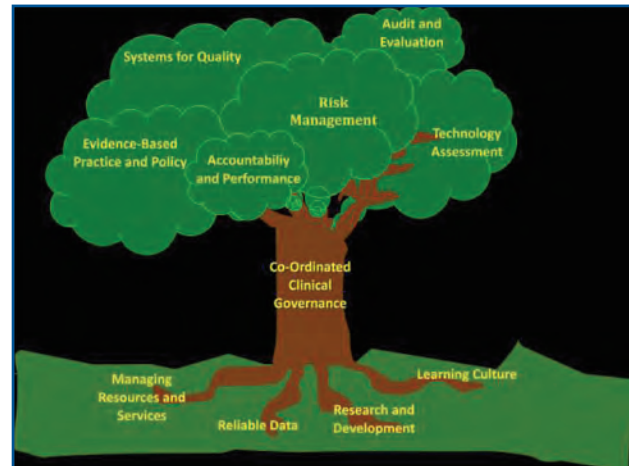 Audit and
Evaluation
Systems for Quality
Risk
Management
Technology
Assessment
Evidence-Based
Practice and Policy
Accountabiliy
and Performance
Co-Ordinated
Clinical
Governance
Managing
Resources and
Services
Learning Culture
Reliable Data
Research and
Development